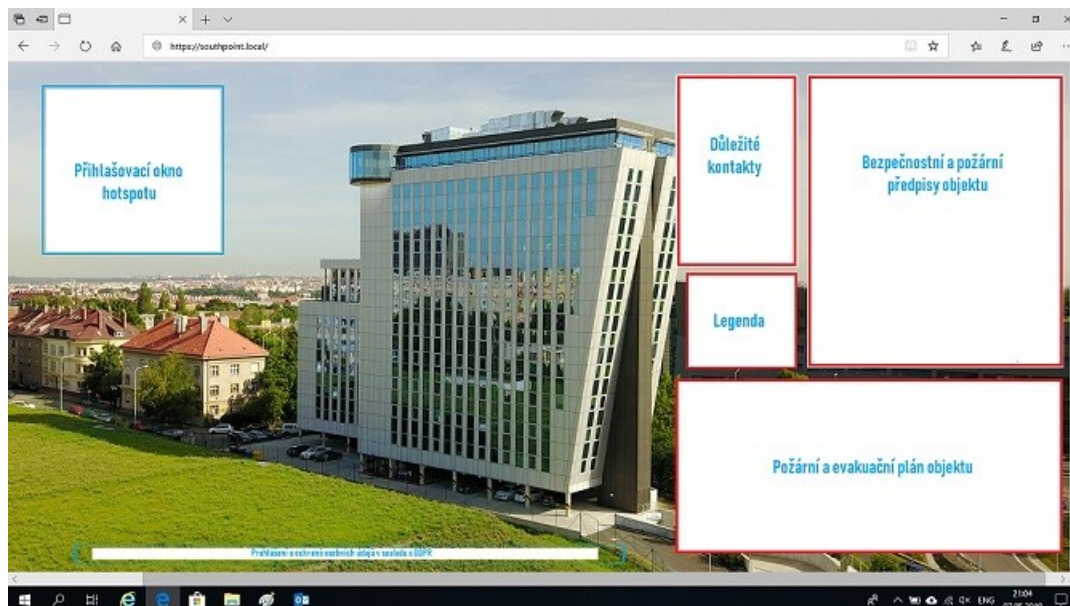 https://southpoint.local/
Přihlašovací okno
hotspotu
Důležité
kontakty
Bezpečnostní a požární
předpisy objektu
Legenda
Požární a evakuační plán objektu
Prohlášení o ochraně osobních údajů v souladu s GDPR
ENG
21:04